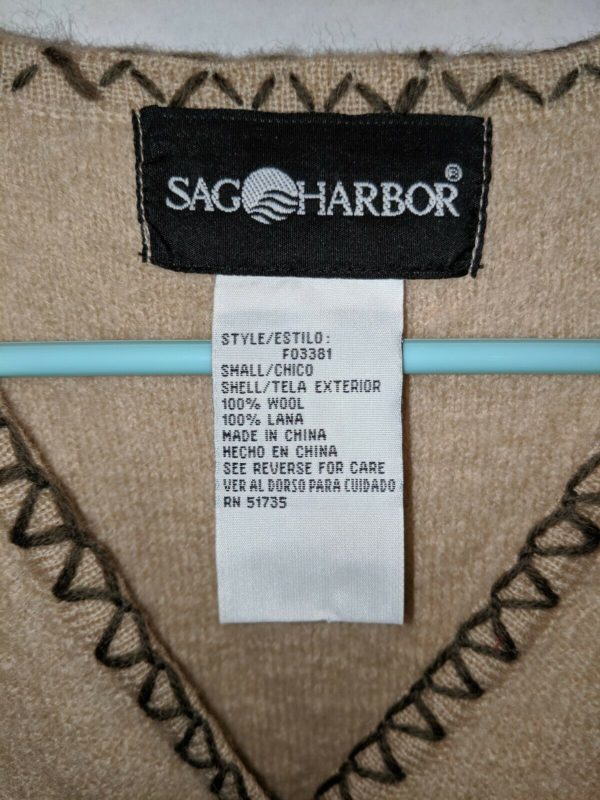 SAG HARBOR®
STYLE/ESTILO:
F03381
SMALL/CHICO
SHELL/TELA EXTERIOR
100% WOOL
100% LANA
MADE IN CHINA
HECHO EN CHINA
SEE REVERSE FOR CARE
VER AL DORSO PARA CUIDADO
RN 51735